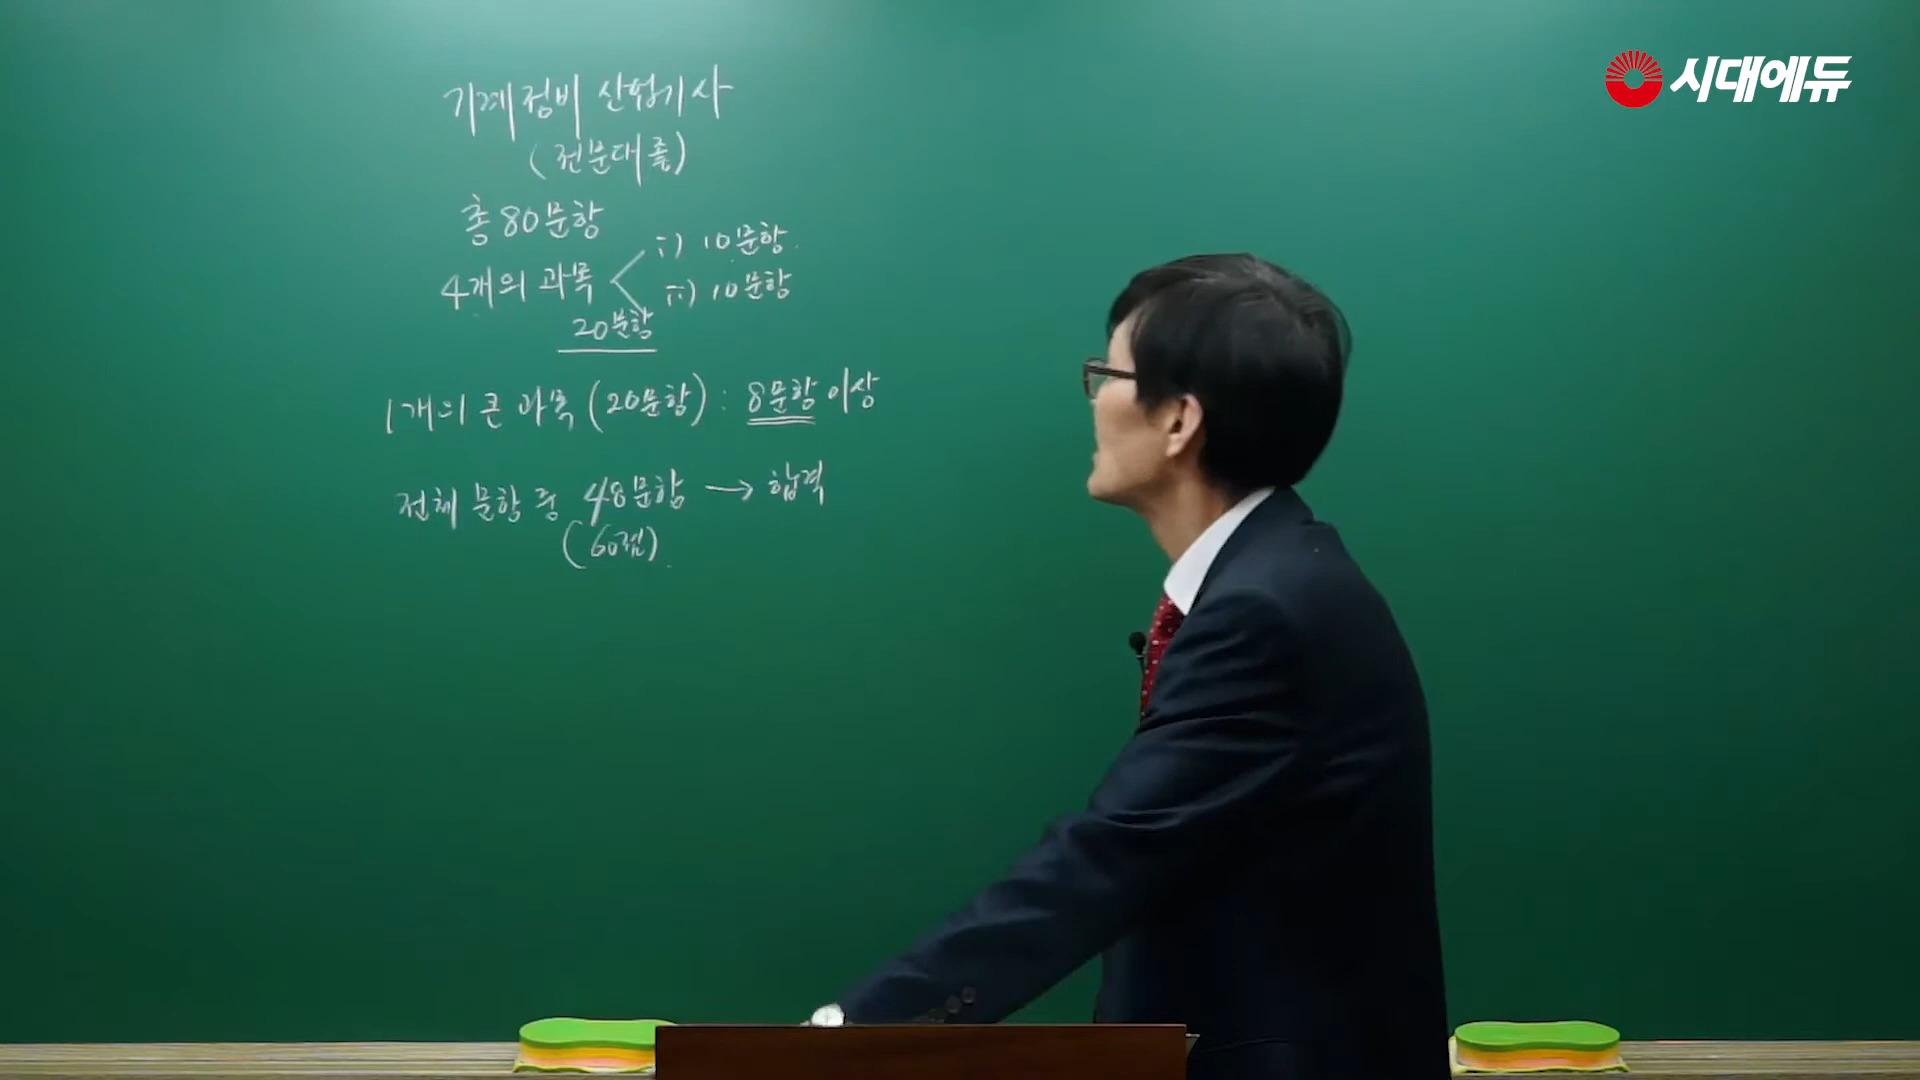 기계정비 산업기사
(전문대졸)
총 80문항
4개의 과목
i) 10문항
ii) 10문항
20문항
1개의 큰 과목 (20문항) : 8문항 이상
전체 문항 중 48문항 → 합격
(60점)
시대에듀